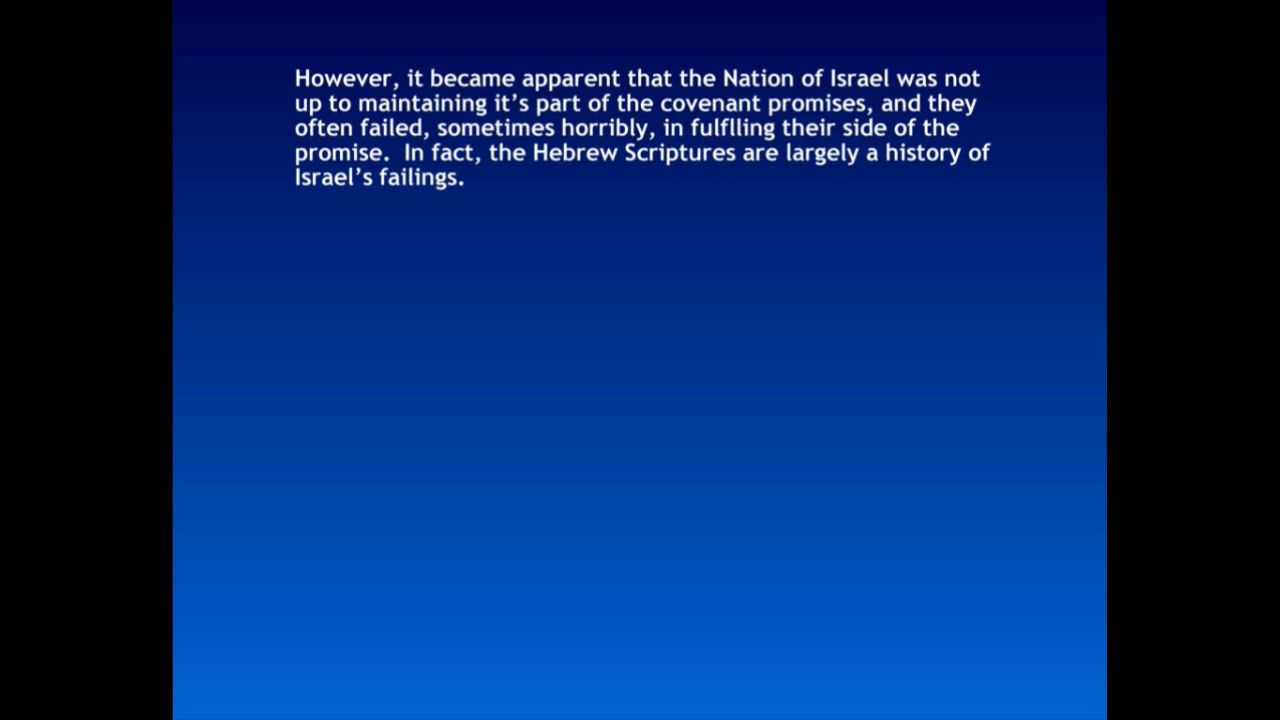 However, it became apparent that the Nation of Israel was not
up to maintaining it's part of the covenant promises, and they
often failed, sometimes horribly, in fulflling their side of the
promise.  In fact, the Hebrew Scriptures are largely a history of
Israel's failings.